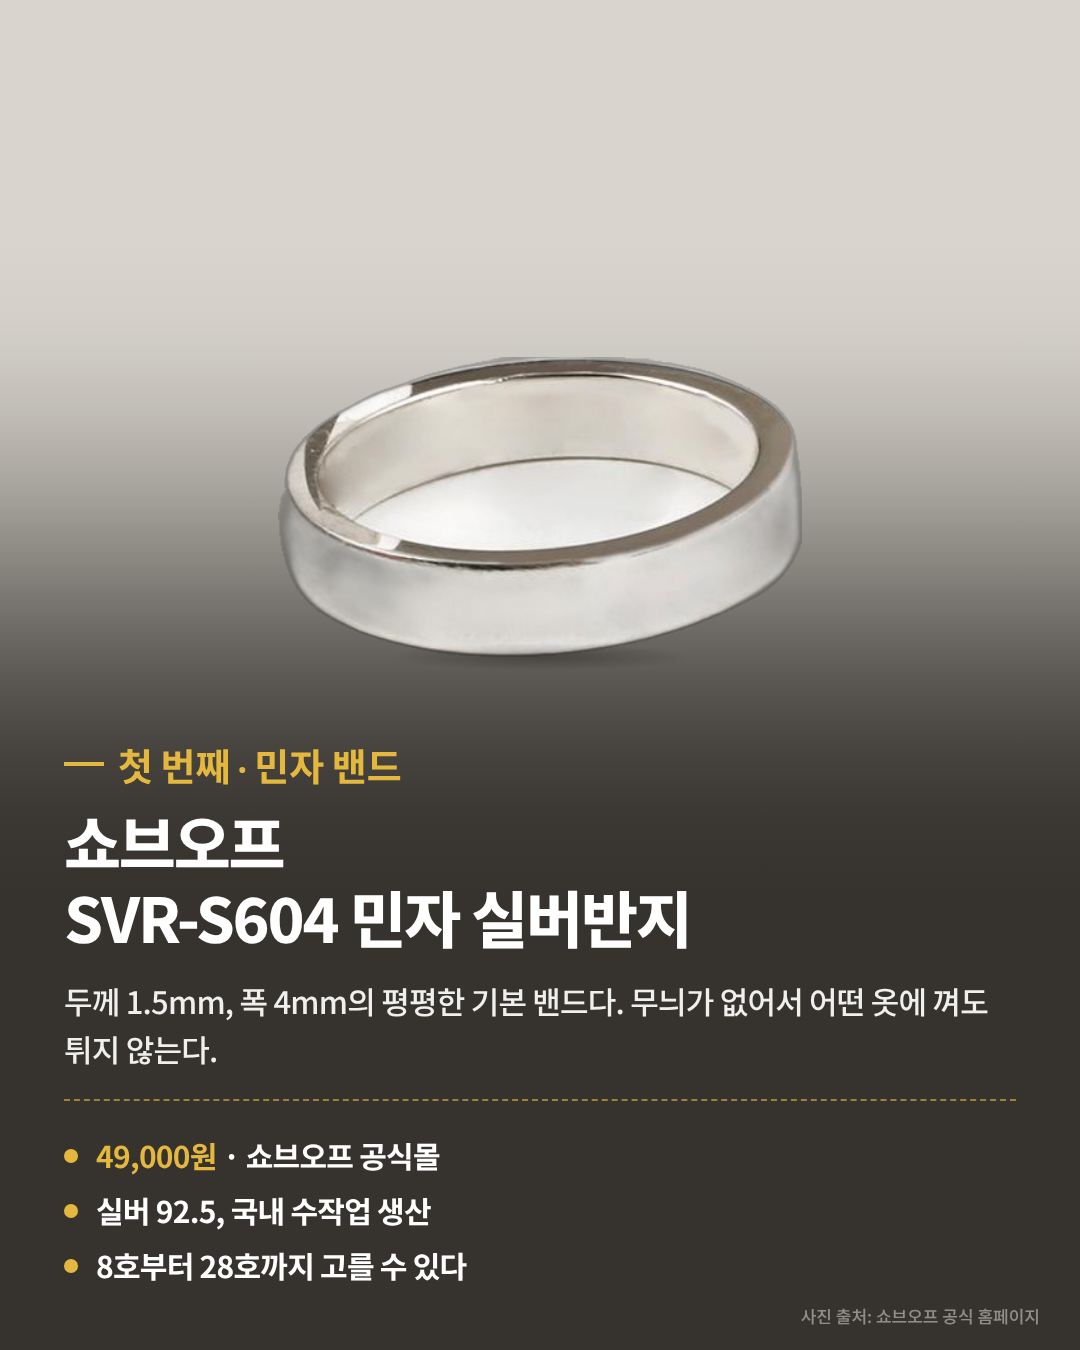 첫 번째 · 민자 밴드
쇼브오프
SVR-S604 민자 실버반지
두께 1.5mm, 폭 4mm의 평평한 기본 밴드다. 무늬가 없어서 어떤 옷에 껴도
튀지 않는다.
49,000원 · 쇼브오프 공식몰
실버 92.5, 국내 수작업 생산
8호부터 28호까지 고를 수 있다
사진 출처: 쇼브오프 공식 홈페이지